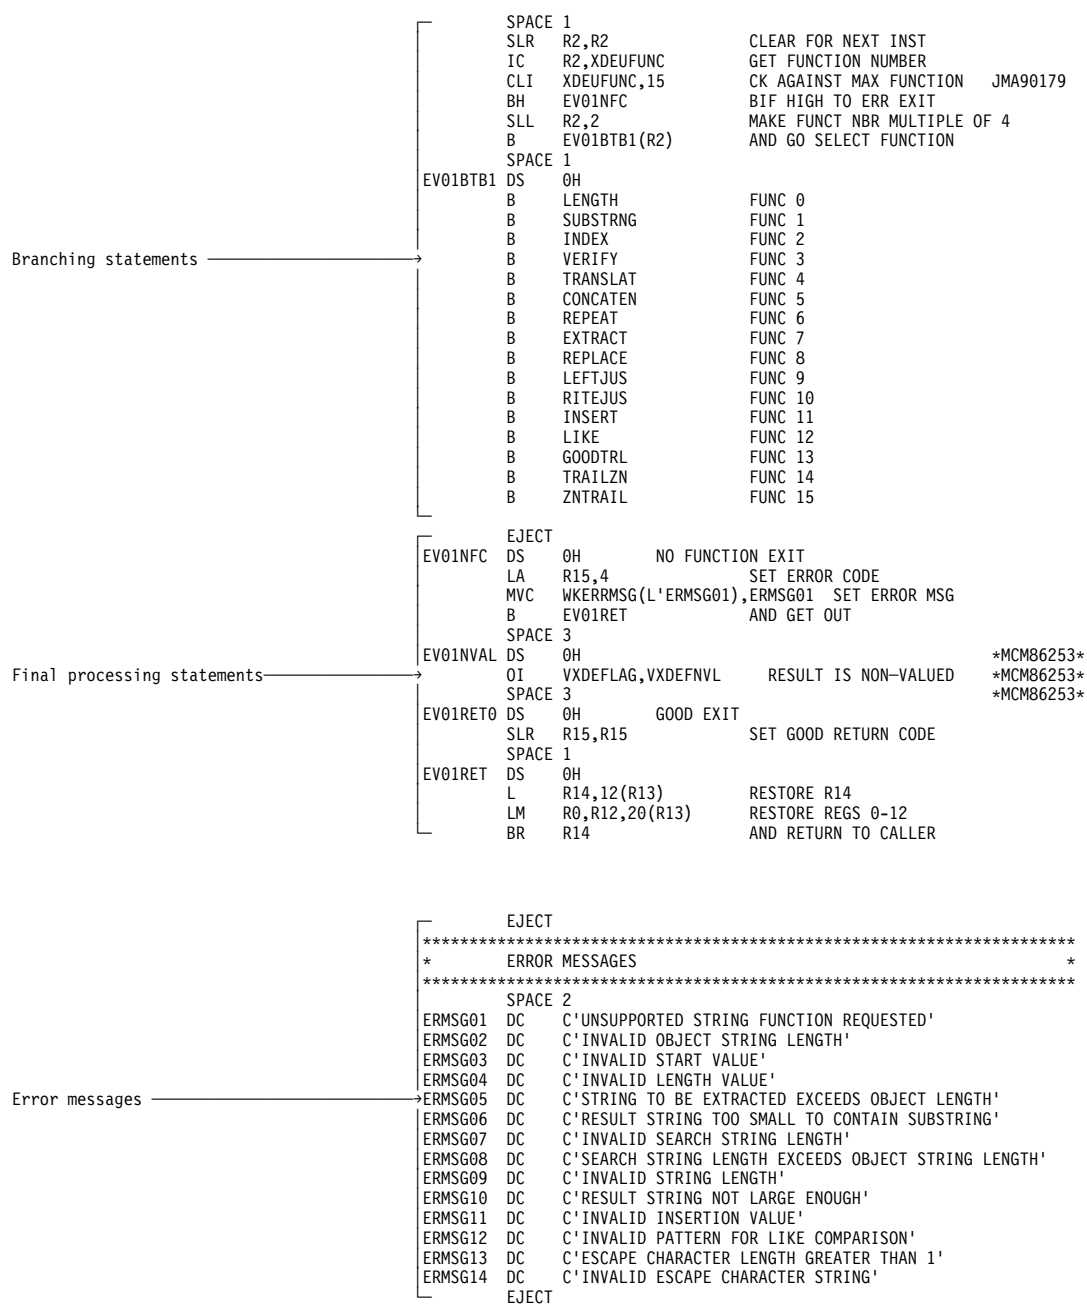 SPACE 1
SLR R2,R2 CLEAR FOR NEXT INST
IC R2,XDEUFUNC GET FUNCTION NUMBER
CLI XDEUFUNC,15 CK AGAINST MAX FUNCTION JMA90179
BH EV01NFC BIF HIGH TO ERR EXIT
SLL R2,2 MAKE FUNCT NBR MULTIPLE OF 4
B EV01BTB1(R2) AND GO SELECT FUNCTION
SPACE 1
EV01BTB1 DS 0H
B LENGTH FUNC 0
B SUBSTRNG FUNC 1
B INDEX FUNC 2
Branching statements B VERIFY FUNC 3
B TRANSLAT FUNC 4
B CONCATEN FUNC 5
B REPEAT FUNC 6
B EXTRACT FUNC 7
B REPLACE FUNC 8
B LEFTJUS FUNC 9
B RITEJUS FUNC 10
B INSERT FUNC 11
B LIKE FUNC 12
B GOODTRL FUNC 13
B TRAILZN FUNC 14
B ZNTRAIL FUNC 15
EJECT
EV01NFC DS 0H NO FUNCTION EXIT
LA R15,4 SET ERROR CODE
MVC WKERRMSG(L'ERMSG01),ERMSG01 SET ERROR MSG
B EV01RET AND GET OUT
SPACE 3
EV01NVAL DS 0H *MCM86253*
Final processing statements OI VXDEFLAG,VXDEFNVL RESULT IS NON—VALUED *MCM86253*
SPACE 3 *MCM86253*
EV01RET0 DS 0H GOOD EXIT
SLR R15,R15 SET GOOD RETURN CODE
SPACE 1
EV01RET DS 0H
L R14,12(R13) RESTORE R14
LM R0,R12,20(R13) RESTORE REGS 0-12
BR R14 AND RETURN TO CALLER
EJECT
***********************************************************************
* ERROR MESSAGES *
***********************************************************************
SPACE 2
ERMSG01 DC C'UNSUPPORTED STRING FUNCTION REQUESTED'
ERMSG02 DC C'INVALID OBJECT STRING LENGTH'
ERMSG03 DC C'INVALID START VALUE'
ERMSG04 DC C'INVALID LENGTH VALUE'
Error messages ERMSG05 DC C'STRING TO BE EXTRACTED EXCEEDS OBJECT LENGTH'
ERMSG06 DC C'RESULT STRING TOO SMALL TO CONTAIN SUBSTRING'
ERMSG07 DC C'INVALID SEARCH STRING LENGTH'
ERMSG08 DC C'SEARCH STRING LENGTH EXCEEDS OBJECT STRING LENGTH'
ERMSG09 DC C'INVALID STRING LENGTH'
ERMSG10 DC C'RESULT STRING NOT LARGE ENOUGH'
ERMSG11 DC C'INVALID INSERTION VALUE'
ERMSG12 DC C'INVALID PATTERN FOR LIKE COMPARISON'
ERMSG13 DC C'ESCAPE CHARACTER LENGTH GREATER THAN 1'
ERMSG14 DC C'INVALID ESCAPE CHARACTER STRING'
EJECT